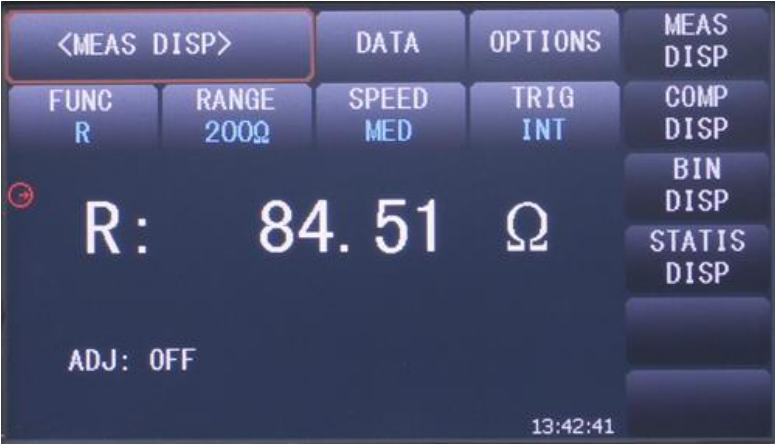 <MEAS DISP>
DATA
OPTIONS
MEAS
DISP
FUNC
R
RANGE
200Ω
SPEED
MED
TRIG
INT
COMP
DISP
BIN
DISP
STATIS
DISP
R: 84.51 Ω
ADJ: OFF
13:42:41